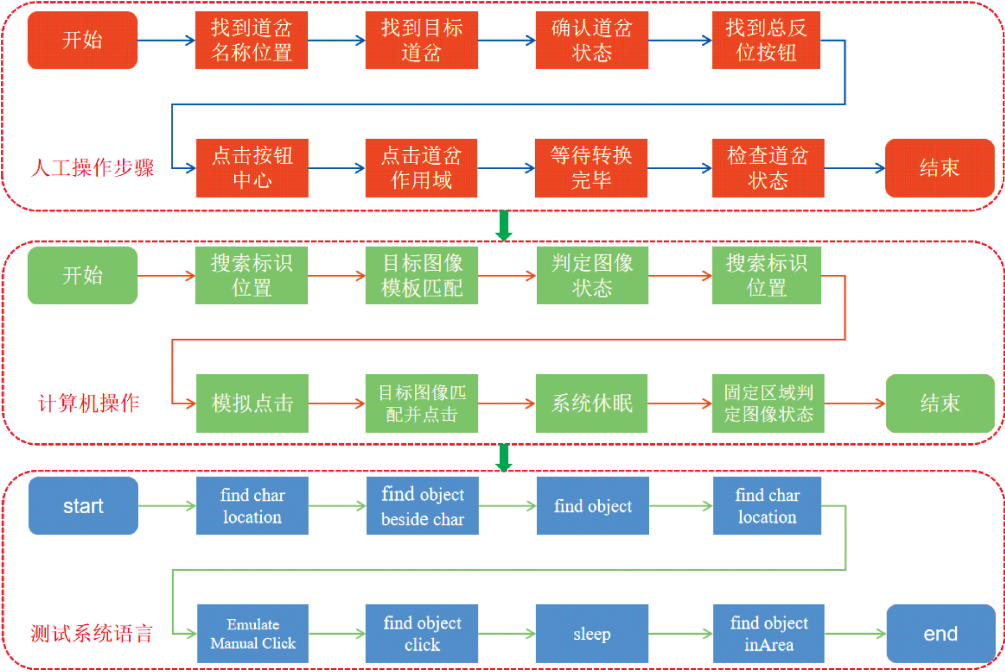 开始
找到道岔
名称位置
找到目标
道岔
确认道岔
状态
找到总反
位按钮
人工操作步骤
点击按钮
中心
点击道岔
作用域
等待转换
完毕
检查道岔
状态
结束
开始
搜索标识
位置
目标图像
模板匹配
判定图像
状态
搜索标识
位置
计算机操作
模拟点击
目标图像匹
配并点击
系统休眠
固定区域判
定图像状态
结束
start
find char
location
find object
beside char
find object
find char
location
测试系统语言
Emulate
Manual Click
find object
click
sleep
find object
inArea
end